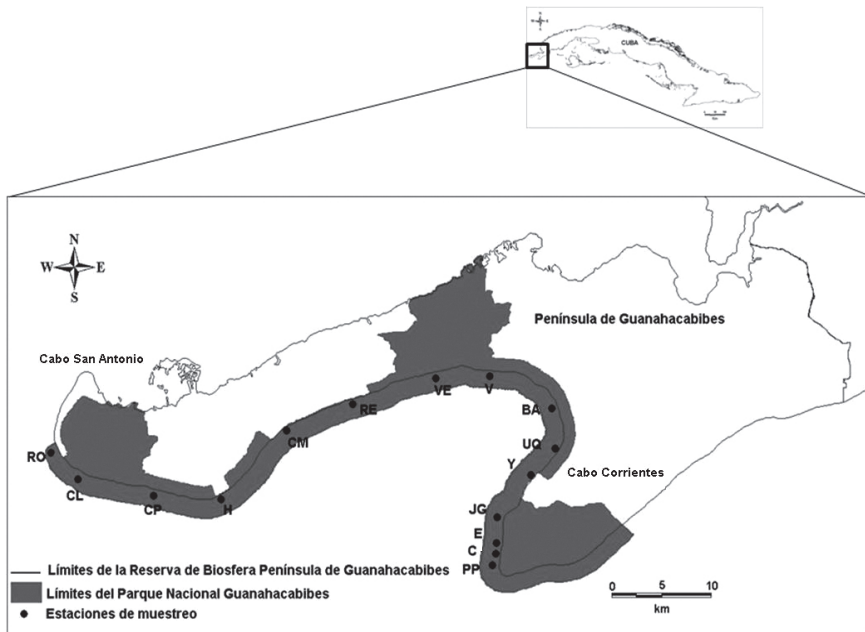 CUBA
N
W E
S
Península de Guanahacabibes
Cabo San Antonio
VE
V
RE
BA
CM
UQ
RO
Y
Cabo Corrientes
CL
CP
H
JG
E
C
PP
Límites de la Reserva de Biosfera Península de Guanahacabibes
Límites del Parque Nacional Guanahacabibes
Estaciones de muestreo
0 5 10
km